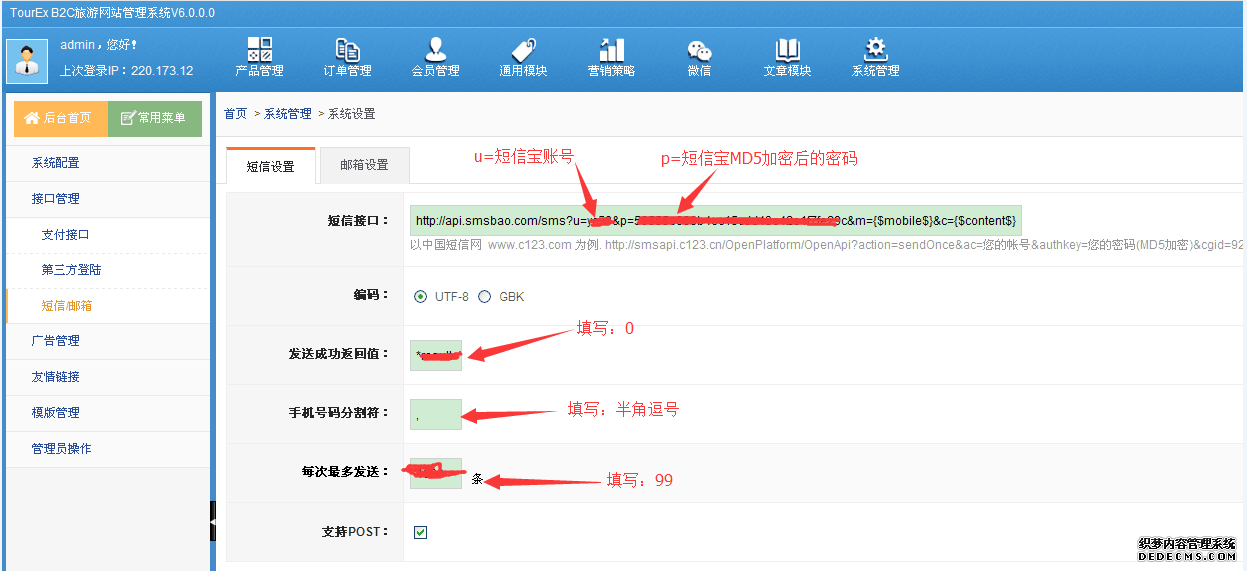 TourEx B2C旅游网站管理系统V6.0.0.0
admin，您好!
上次登录IP：220.173.12
产品管理
订单管理
会员管理
通用模块
营销策略
微信
文章模块
系统管理
后台首页
常用菜单
系统配置
接口管理
支付接口
第三方登陆
短信/邮箱
广告管理
友情链接
模版管理
管理员操作
首页 > 系统管理 > 系统设置
短信设置
邮箱设置
u=短信宝账号
p=短信宝MD5加密后的密码
短信接口：
http://api.smsbao.com/sms?u= &p= c&m={$mobile$}&c={$content$}
以中国短信网 www.c123.com 为例. http://smsapi.c123.cn/OpenPlatform/OpenApi?action=sendOnce&ac=您的帐号&authkey=您的密码(MD5加密)&cgid=92
编码：
UTF-8
GBK
填写：0
发送成功返回值：
手机号码分割符：
,
填写：半角逗号
每次最多发送：
条
填写：99
支持POST：
织梦内容管理系统
DEDECMS.COM